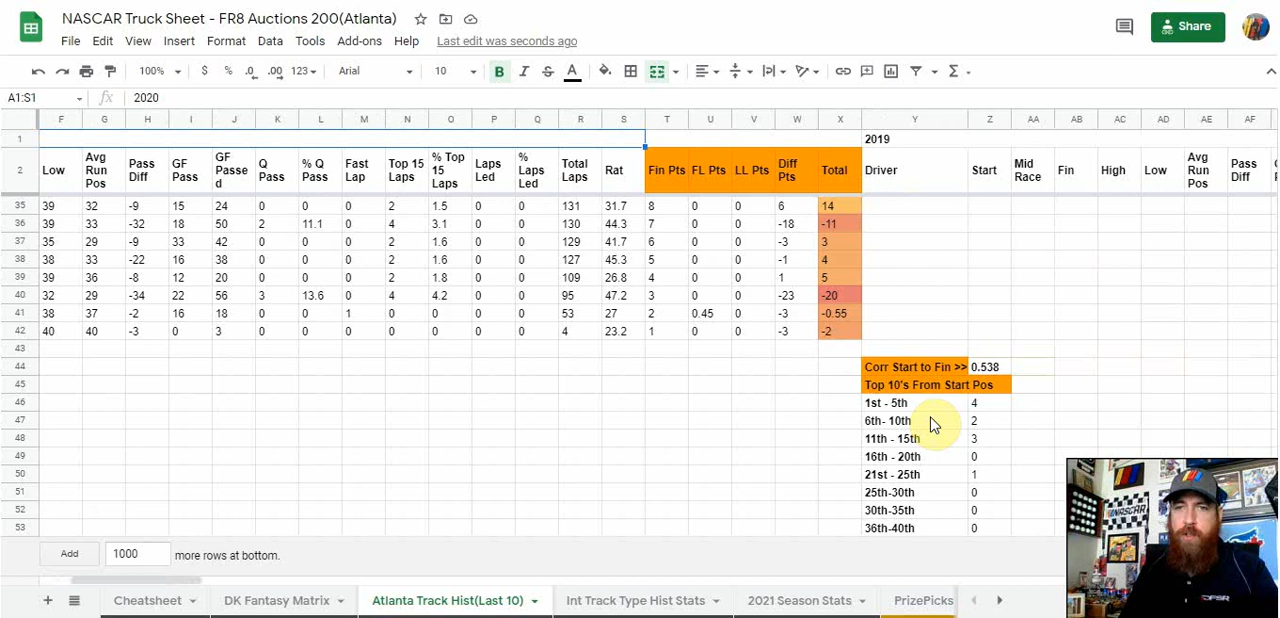 NASCAR Truck Sheet - FR8 Auctions 200(Atlanta)
File Edit View Insert Format Data Tools Add-ons Help Last edit was seconds ago
Share
100% $ % .0 .00 123 Arial 10 B I S A
A1:S1 fx 2020
F G H I J K L M N O P Q R S T U V W X Y Z AA AB AC AD AE AF
1 2019
2 Low Avg Run Pos Pass Diff GF Pass GF Passe d Q Pass % Q Pass Fast Lap Top 15 Laps % Top 15 Laps Laps Led % Laps Led Total Laps Rat Fin Pts FL Pts LL Pts Diff Pts Total Driver Start Mid Race Fin High Low Avg Run Pos Pass Diff
35 39 32 -9 15 24 0 0 0 2 1.5 0 0 131 31.7 8 0 0 6 14
36 39 33 -32 18 50 2 11.1 0 4 3.1 0 0 130 44.3 7 0 0 -18 -11
37 35 29 -9 33 42 0 0 0 2 1.6 0 0 129 41.7 6 0 0 -3 3
38 38 33 -22 16 38 0 0 0 2 1.6 0 0 127 45.3 5 0 0 -1 4
39 39 36 -8 12 20 0 0 0 2 1.8 0 0 109 26.8 4 0 0 1 5
40 32 29 -34 22 56 3 13.6 0 4 4.2 0 0 95 47.2 3 0 0 -23 -20
41 38 37 -2 16 18 0 0 1 0 0 0 0 53 27 2 0.45 0 -3 -0.55
42 40 40 -3 0 3 0 0 0 0 0 0 0 4 23.2 1 0 0 -3 -2
43
44 Corr Start to Fin >> 0.538
45 Top 10's From Start Pos
46 1st - 5th 4
47 6th- 10th 2
48 11th - 15th 3
49 16th - 20th 0
50 21st - 25th 1
51 25th-30th 0
52 30th-35th 0
53 36th-40th 0
Add 1000 more rows at bottom.
Cheatsheet DK Fantasy Matrix Atlanta Track Hist(Last 10) Int Track Type Hist Stats 2021 Season Stats PrizePicks
NASCAR
DFSR